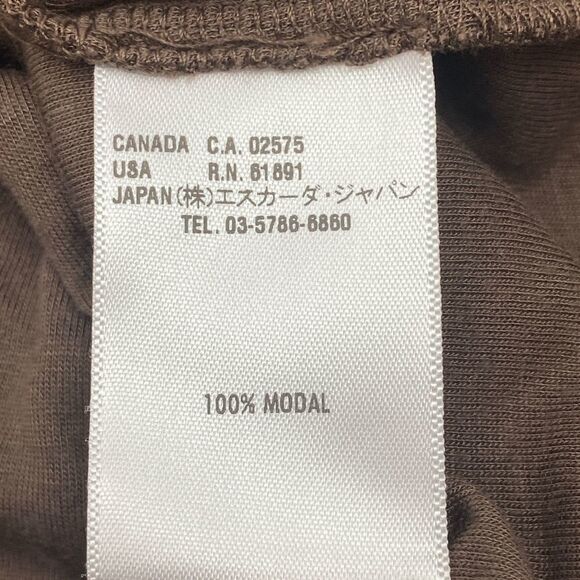 CANADA C.A. 02575
USA R.N. 61891
JAPAN(株)エスカーダ・ジャパン
TEL. 03-5786-6860
100% MODAL